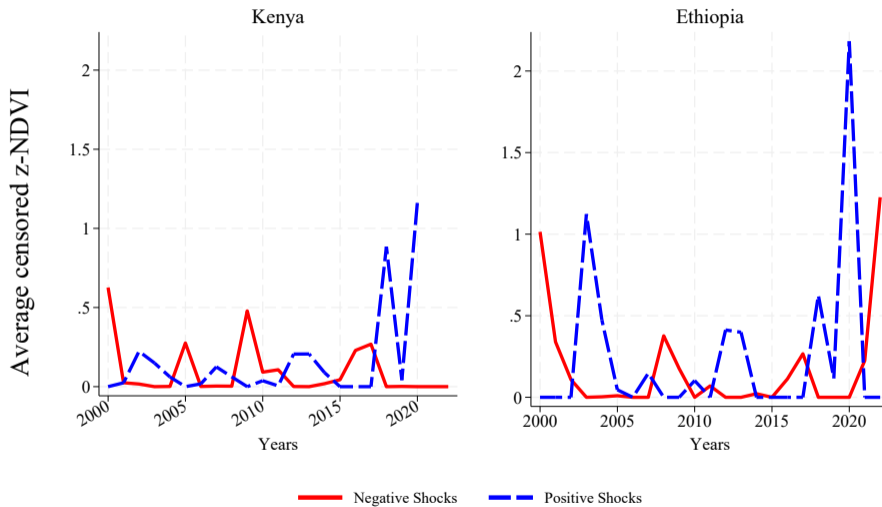 Kenya
Ethiopia
Average censored z-NDVI
2
1.5
1
.5
0
2000
2005
2010
2015
2020
Years
2
1.5
1
.5
0
2000
2005
2010
2015
2020
Years
Negative Shocks
Positive Shocks